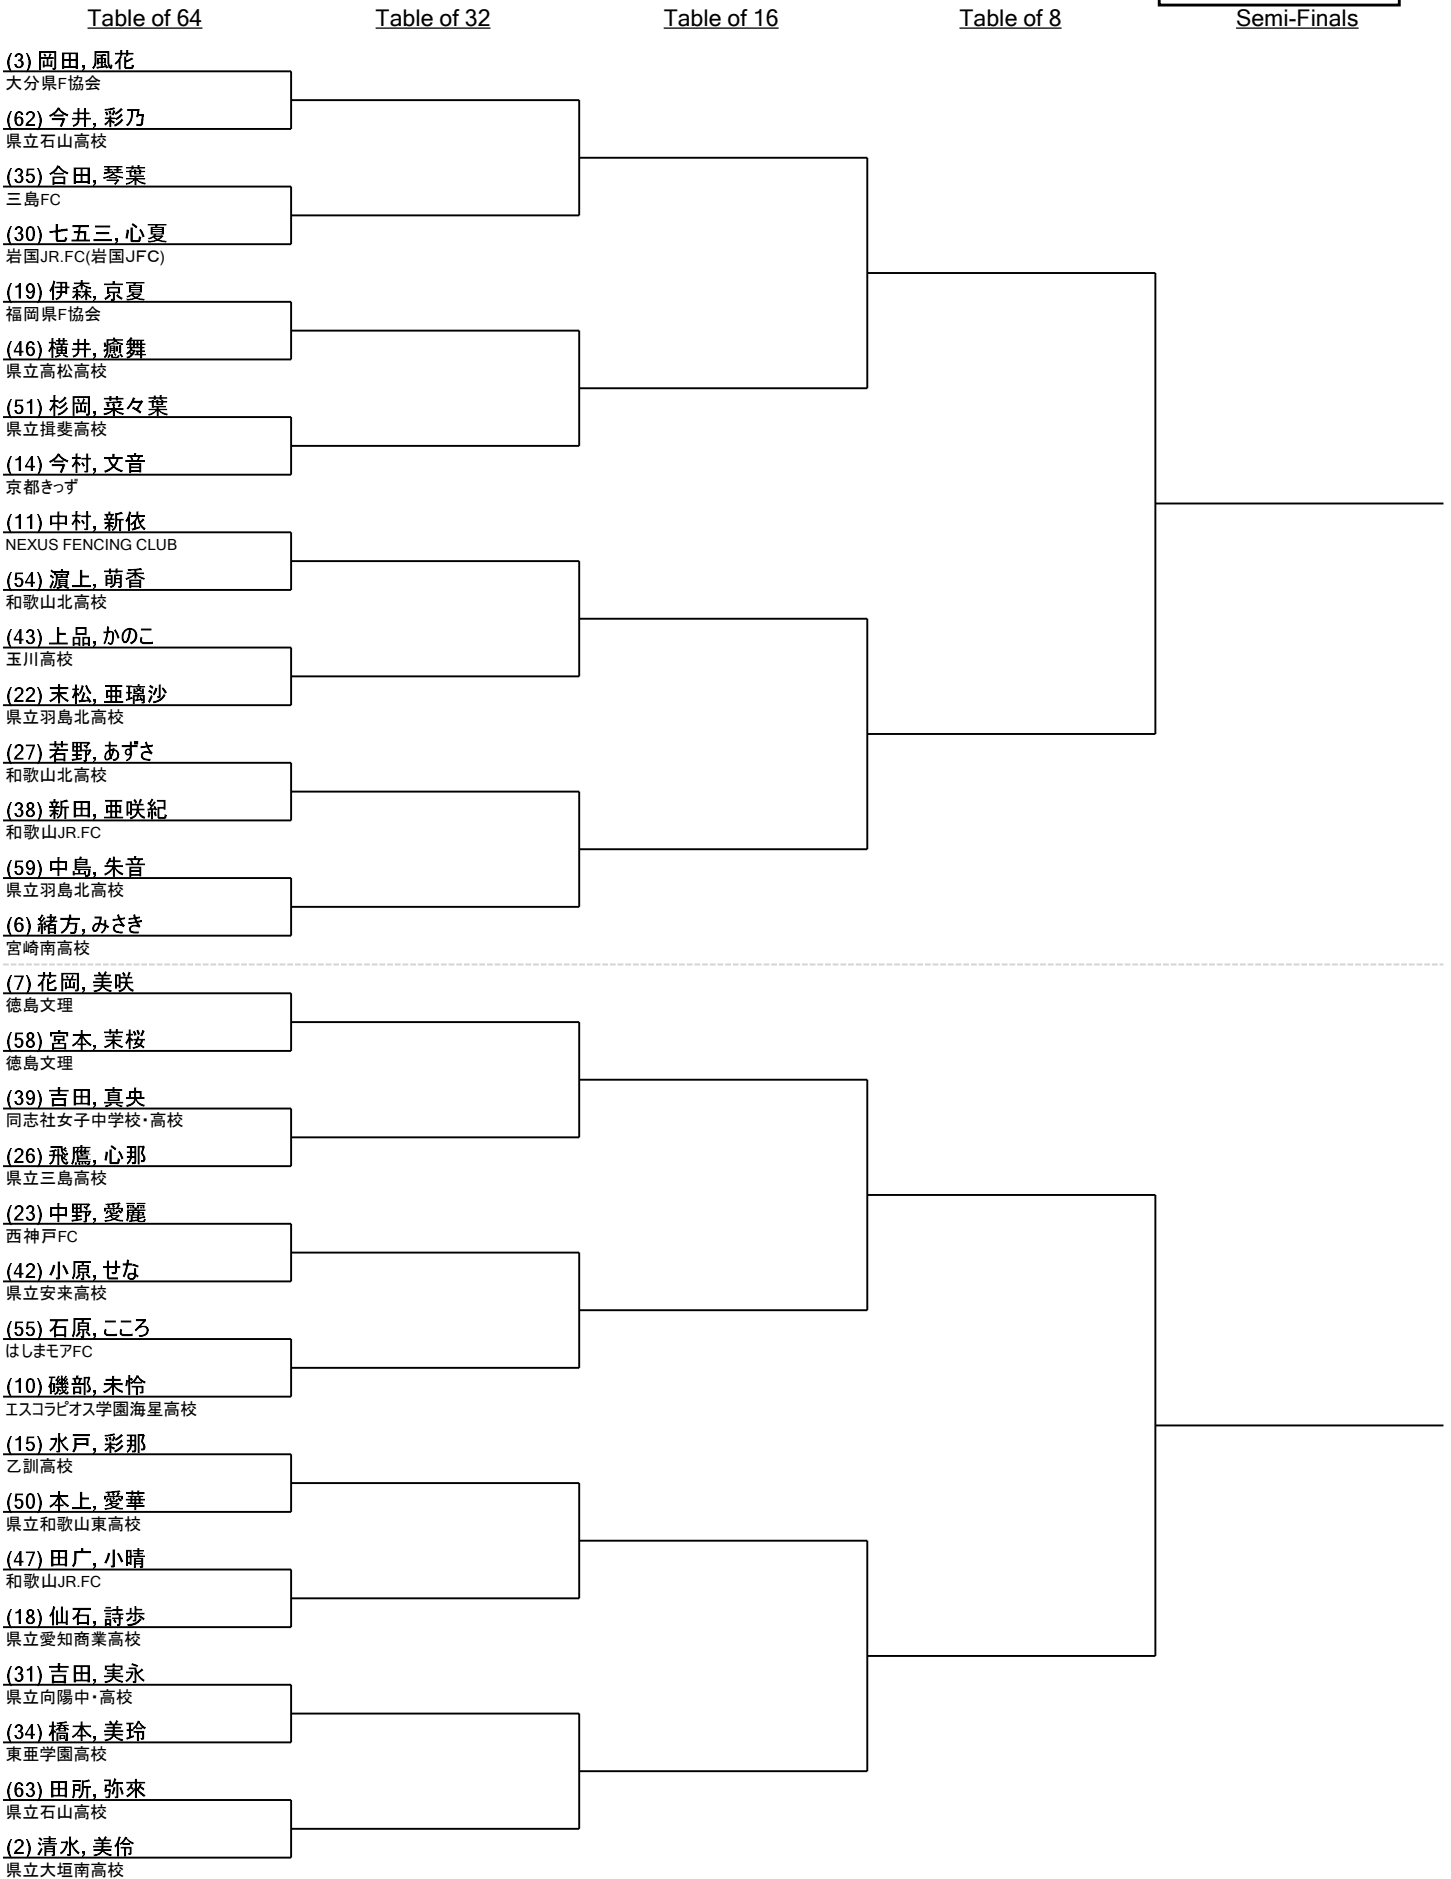 Table of 64
Table of 32
Table of 16
Table of 8
Semi-Finals
(3) 岡田, 風花
大分県F協会
(62) 今井, 彩乃
県立石山高校
(35) 合田, 琴葉
三島FC
(30) 七五三, 心夏
岩国JR.FC(岩国JFC)
(19) 伊森, 京夏
福岡県F協会
(46) 横井, 癒舞
県立高松高校
(51) 杉岡, 菜々葉
県立揖斐高校
(14) 今村, 文音
京都きっず
(11) 中村, 新依
NEXUS FENCING CLUB
(54) 濵上, 萌香
和歌山北高校
(43) 上品, かのこ
玉川高校
(22) 末松, 亜璃沙
県立羽島北高校
(27) 若野, あずさ
和歌山北高校
(38) 新田, 亜咲紀
和歌山JR.FC
(59) 中島, 朱音
県立羽島北高校
(6) 緒方, みさき
宮崎南高校
(7) 花岡, 美咲
徳島文理
(58) 宮本, 茉桜
徳島文理
(39) 吉田, 真央
同志社女子中学校・高校
(26) 飛鷹, 心那
県立三島高校
(23) 中野, 愛麗
西神戸FC
(42) 小原, せな
県立安来高校
(55) 石原, こころ
はしまモアFC
(10) 磯部, 未怜
エスコラピオス学園海星高校
(15) 水戸, 彩那
乙訓高校
(50) 本上, 愛華
県立和歌山東高校
(47) 田广, 小晴
和歌山JR.FC
(18) 仙石, 詩歩
県立愛知商業高校
(31) 吉田, 実永
県立向陽中・高校
(34) 橋本, 美玲
東亜学園高校
(63) 田所, 弥來
県立石山高校
(2) 清水, 美伶
県立大垣南高校